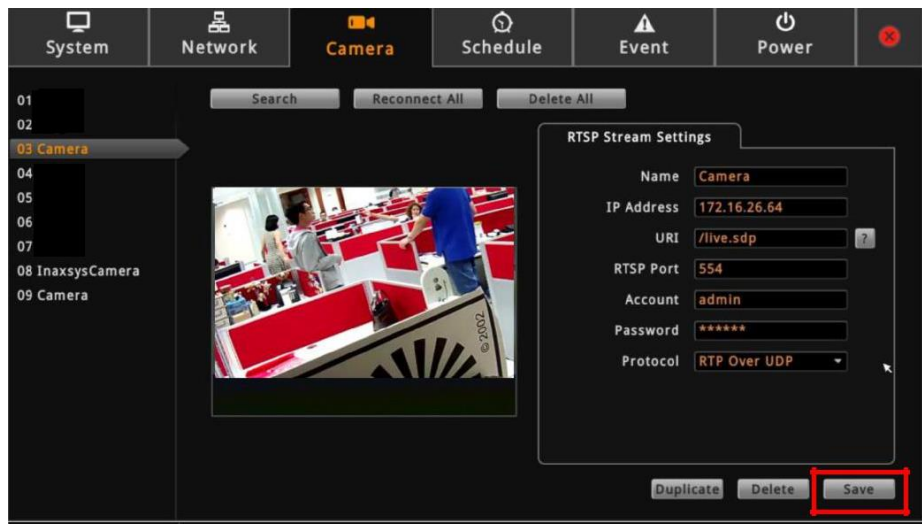 System Network Camera Schedule Event Power
Search Reconnect All Delete All
01
02
03 Camera
04
05
06
07
08 InaxsysCamera
09 Camera
©2002
RTSP Stream Settings
Name Camera
IP Address 172.16.26.64
URI /live.sdp ?
RTSP Port 554
Account admin
Password ******
Protocol RTP Over UDP
Duplicate Delete Save